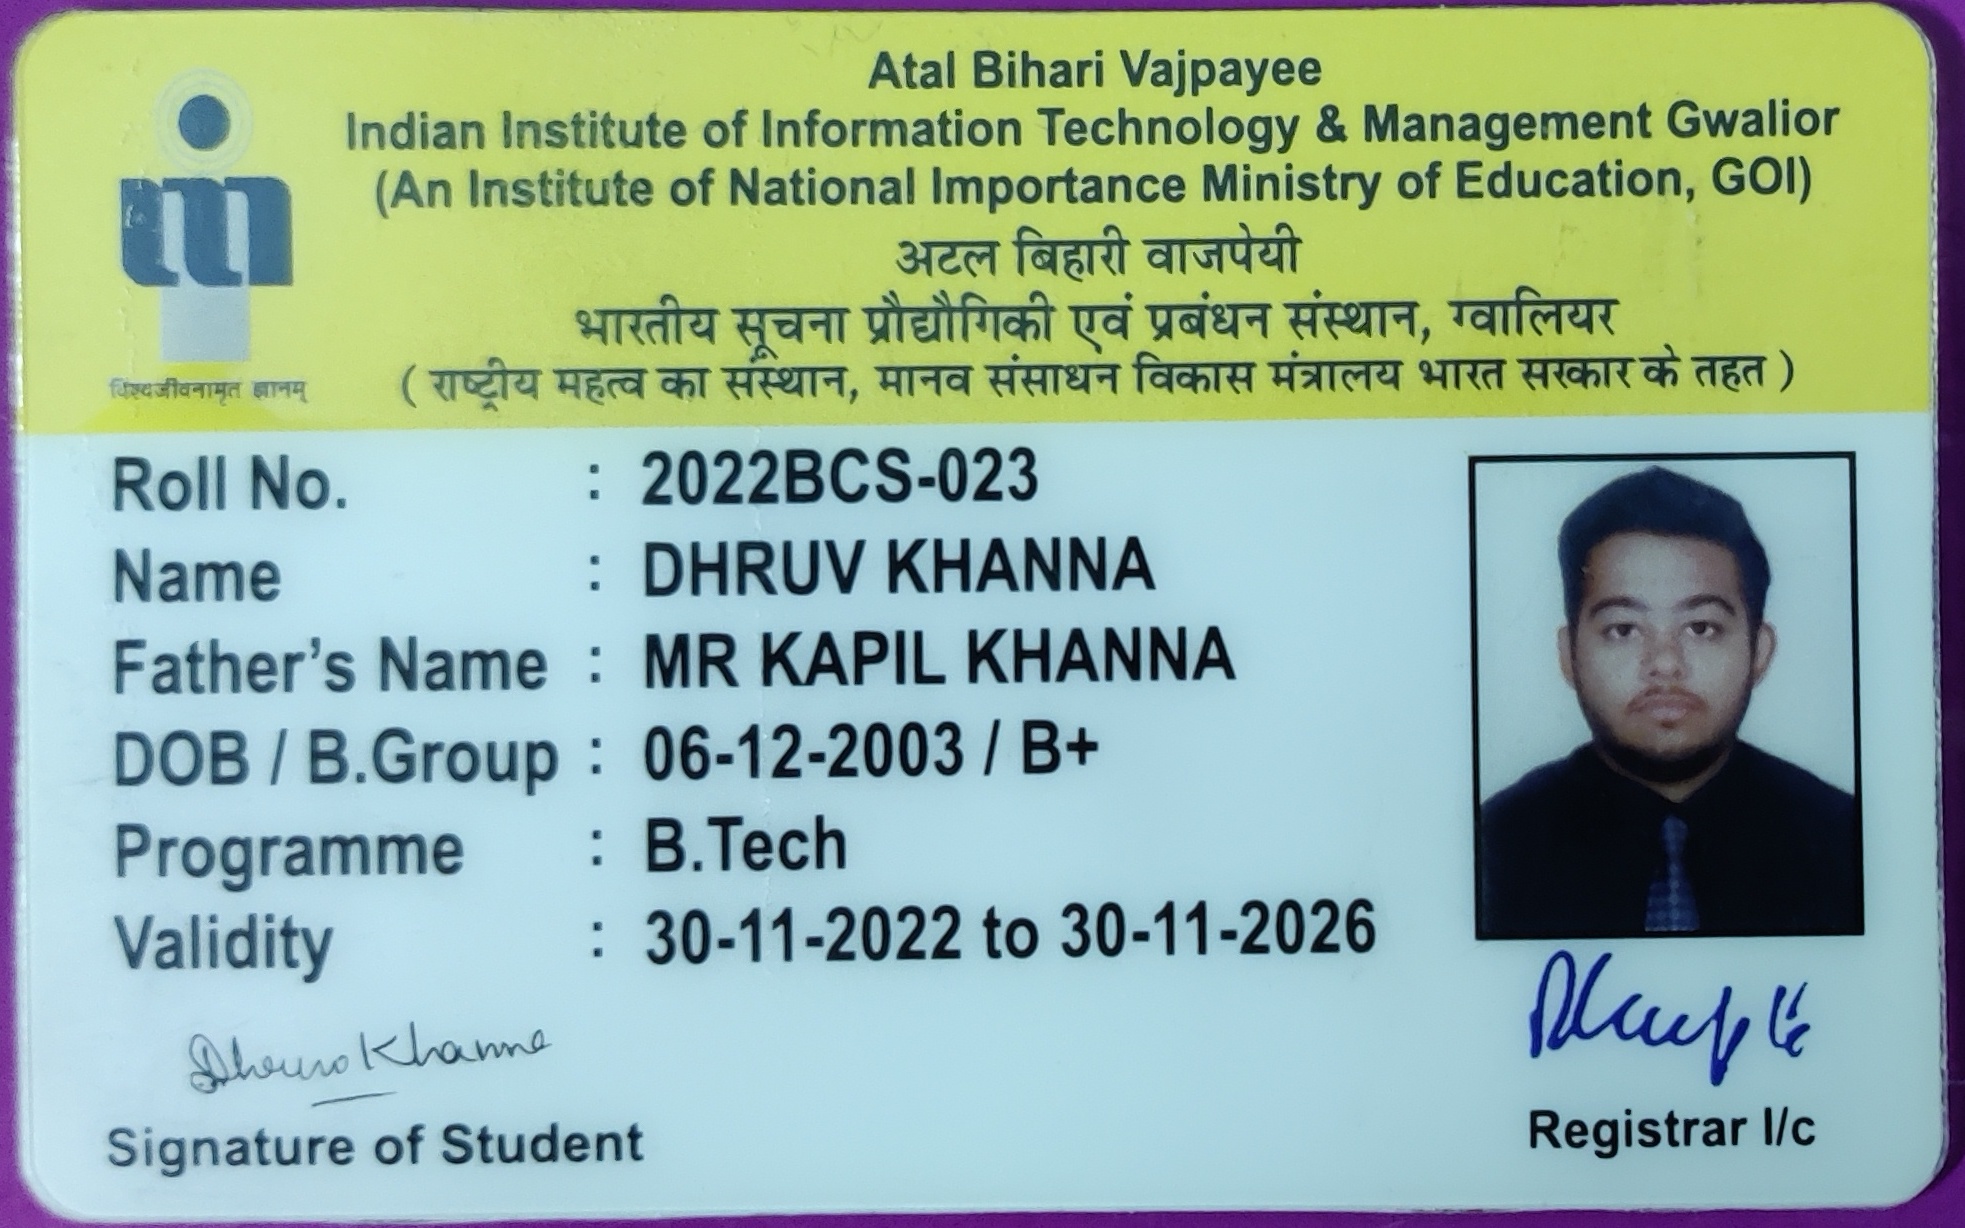 Atal Bihari Vajpayee
Indian Institute of Information Technology & Management Gwalior
(An Institute of National Importance Ministry of Education, GOI)
अटल बिहारी वाजपेयी
भारतीय सूचना प्रौद्यौगिकी एवं प्रबंधन संस्थान, ग्वालियर
( राष्ट्रीय महत्व का संस्थान, मानव संसाधन विकास मंत्रालय भारत सरकार के तहत )
विश्वजीवनामृत ज्ञानम्
Roll No. : 2022BCS-023
Name : DHRUV KHANNA
Father's Name : MR KAPIL KHANNA
DOB / B.Group : 06-12-2003 / B+
Programme : B.Tech
Validity : 30-11-2022 to 30-11-2026
Dhruv Khanna
Signature of Student
Registrar I/c